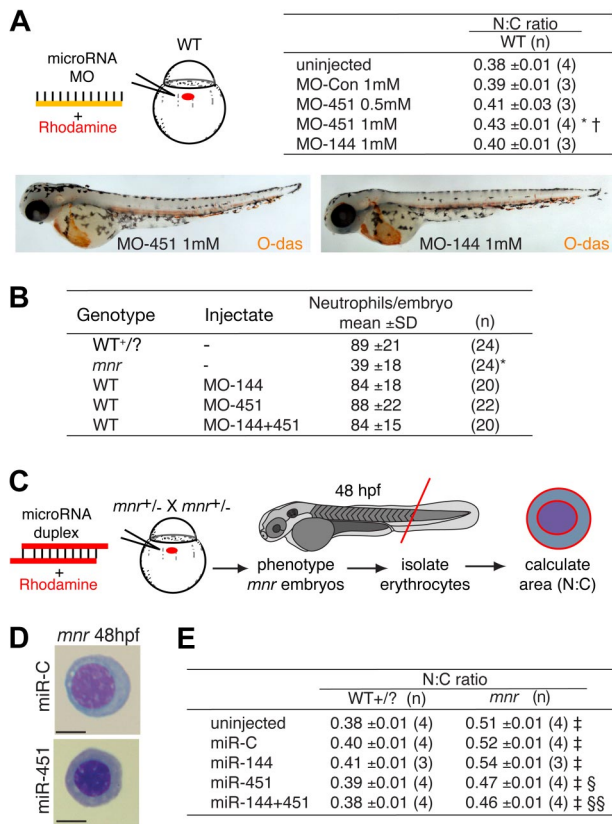 A
microRNA
MO
+
Rhodamine
WT
N:C ratio
WT (n)
uninjected 0.38 ±0.01 (4)
MO-Con 1mM 0.39 ±0.01 (3)
MO-451 0.5mM 0.41 ±0.03 (3)
MO-451 1mM 0.43 ±0.01 (4) * †
MO-144 1mM 0.40 ±0.01 (3)
MO-451 1mM O-das
MO-144 1mM O-das
B
Genotype Injectate Neutrophils/embryo
mean ±SD (n)
WT+/? - 89 ±21 (24)
mnr - 39 ±18 (24)*
WT MO-144 84 ±18 (20)
WT MO-451 88 ±22 (22)
WT MO-144+451 84 ±15 (20)
C
microRNA
duplex
+
Rhodamine
mnr+/- X mnr+/-
48 hpf
phenotype
mnr embryos
isolate
erythrocytes
calculate
area (N:C)
D
mnr 48hpf
miR-C
miR-451
E
N:C ratio
WT+/? (n) mnr (n)
uninjected 0.38 ±0.01 (4) 0.51 ±0.01 (4) ‡
miR-C 0.40 ±0.01 (4) 0.52 ±0.01 (4) ‡
miR-144 0.41 ±0.01 (3) 0.54 ±0.01 (3) ‡
miR-451 0.39 ±0.01 (4) 0.47 ±0.01 (4) ‡ §
miR-144+451 0.38 ±0.01 (4) 0.46 ±0.01 (4) ‡ §§